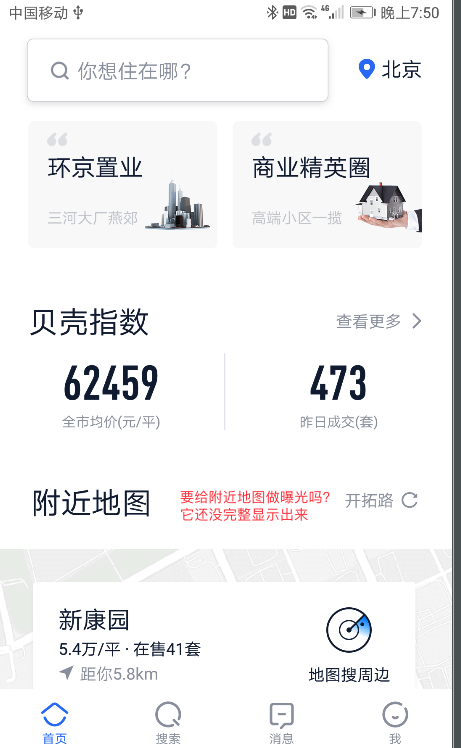 中国移动 HD 4G 晚上7:50
你想住在哪？ 北京
环京置业 商业精英圈
三河大厂燕郊 高端小区一揽
贝壳指数 查看更多
62459 473
全市均价(元/平) 昨日成交(套)
附近地图 要给附近地图做曝光吗?
它还没完整显示出来 开拓路
新康园
5.4万/平 · 在售41套
距你5.8km 地图搜周边
首页 搜索 消息 我